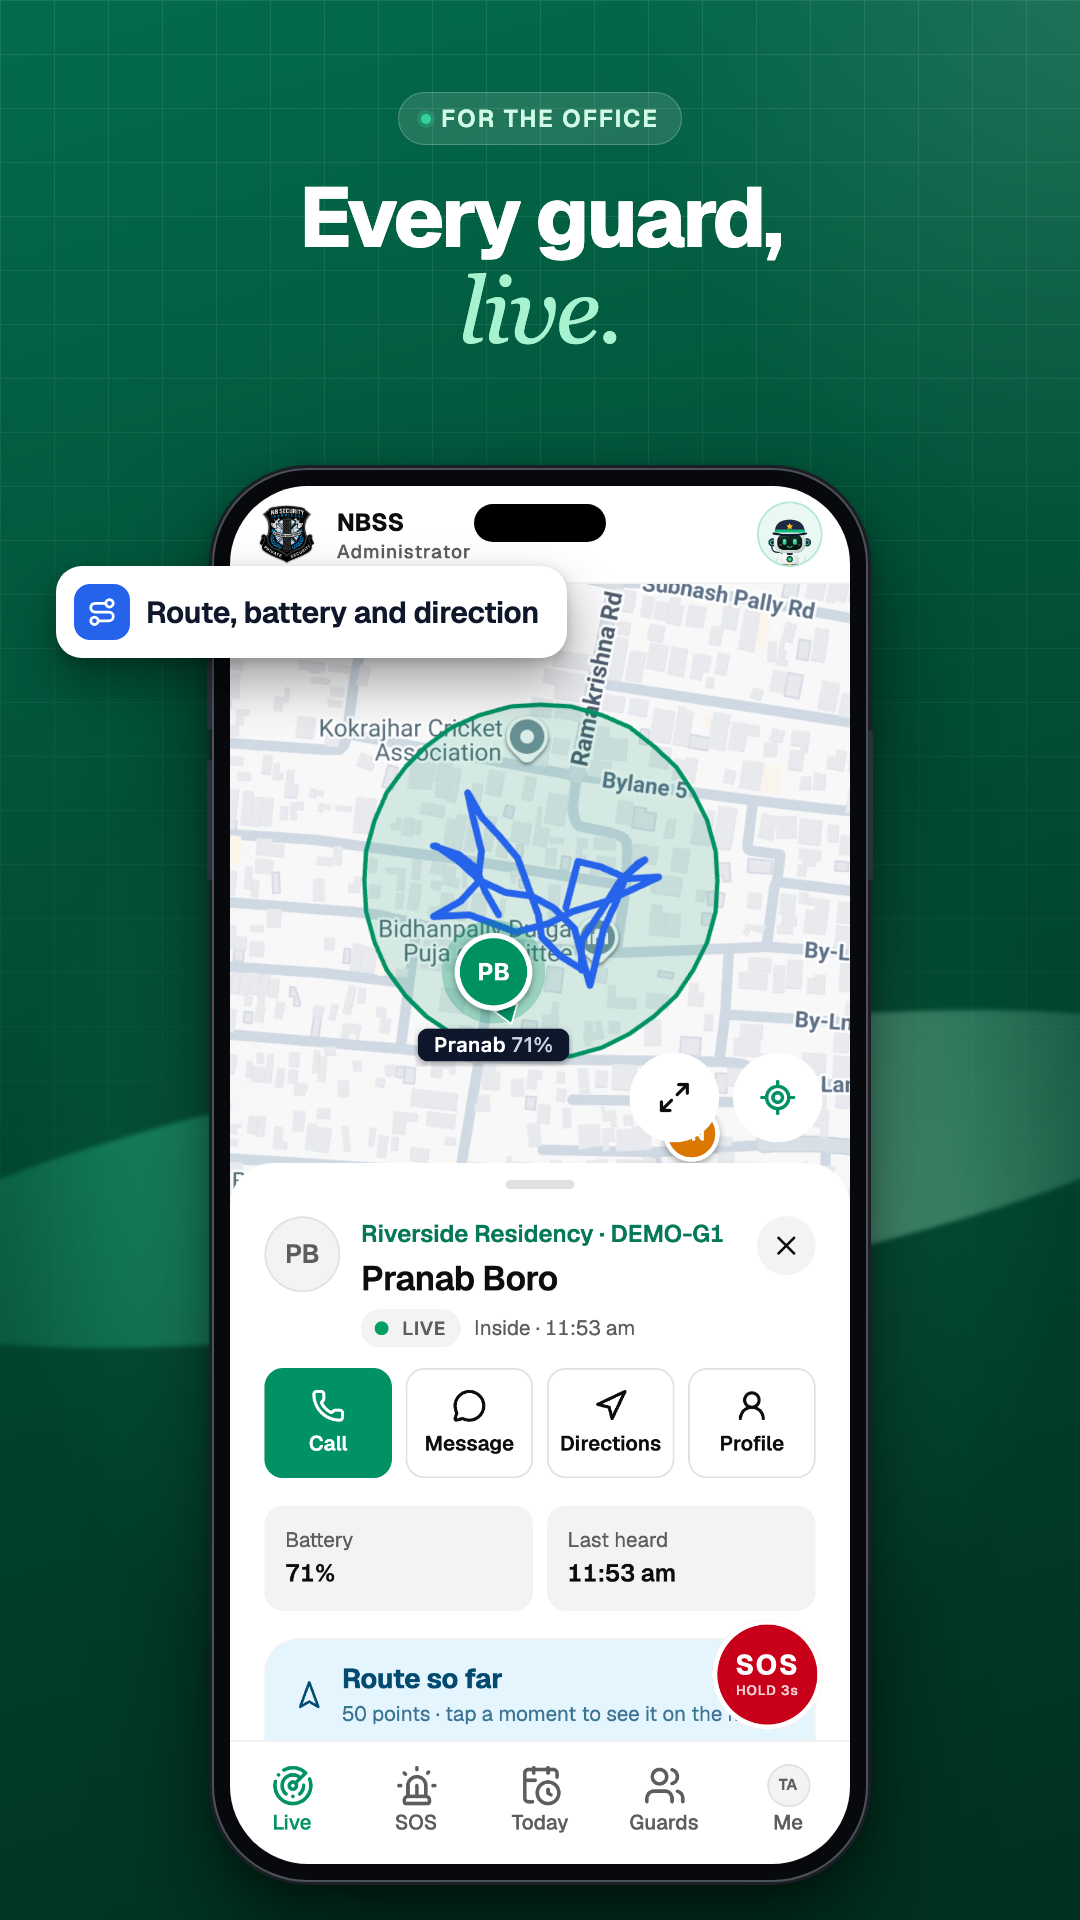 FOR THE OFFICE
Every guard,
live.
NB SECURITY
NBSS
Administrator
Route, battery and direction
Subhash Pally Rd
Ramakrishna Rd
Kokrajhar Cricket
Association
Bylane 5
Bidhanpally Durga
Puja
By-L
PB
Pranab 71%
By-Ln
Lan
PB
Riverside Residency · DEMO-G1
Pranab Boro
LIVE
Inside · 11:53 am
Call
Message
Directions
Profile
Battery
71%
Last heard
11:53 am
SOS
HOLD 3s
Route so far
50 points · tap a moment to see it on the
Live
SOS
Today
Guards
TA
Me